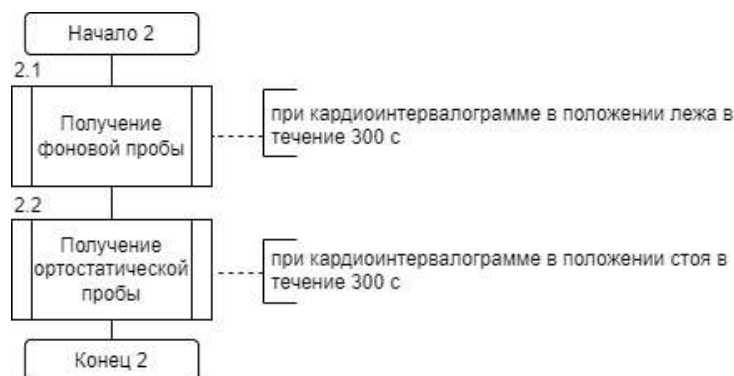 Начало 2
2.1
Получение
фоновой пробы
при кардиоинтервалограмме в положении лежа в
течение 300 с
2.2
Получение
ортостатической
пробы
при кардиоинтервалограмме в положении стоя в
течение 300 с
Конец 2